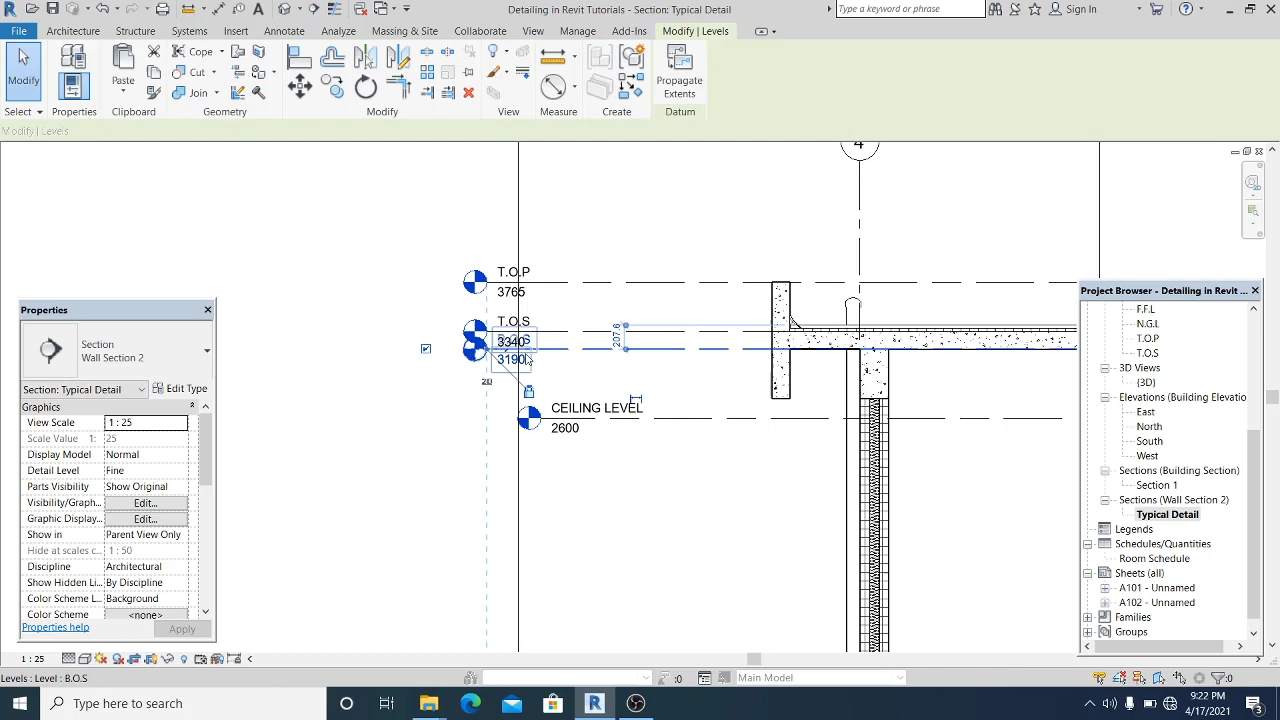 Detailing in Revit Tutorials - Section: Typical Detail
Type a keyword or phrase
Sign In
File Architecture Structure Systems Insert Annotate Analyze Massing & Site Collaborate View Manage Add-Ins Modify | Levels
Modify
Paste
Cope
Cut
Join
Propagate
Extents
Select
Properties
Clipboard
Geometry
Modify
View
Measure
Create
Datum
Modify | Levels
4
T.O.P
3765
T.O.S
3340
B.O.S
3190
207.6
2D
CEILING LEVEL
2600
Properties
Section
Wall Section 2
Section: Typical Detail
Edit Type
Graphics
View Scale 1 : 25
Scale Value 1: 25
Display Model Normal
Detail Level Fine
Parts Visibility Show Original
Visibility/Graph... Edit...
Graphic Display... Edit...
Show in Parent View Only
Hide at scales c... 1 : 50
Discipline Architectural
Show Hidden Li... By Discipline
Color Scheme L... Background
Color Scheme <none>
Properties help
Apply
Project Browser - Detailing in Revit ...
F.F.L
N.G.L
T.O.P
T.O.S
3D Views
{3D}
Elevations (Building Elevatio
East
North
South
West
Sections (Building Section)
Section 1
Sections (Wall Section 2)
Typical Detail
Legends
Schedules/Quantities
Room Schedule
Sheets (all)
A101 - Unnamed
A102 - Unnamed
Families
Groups
1 : 25
Levels : Level : B.O.S
:0
Main Model
:0
Type here to search
9:22 PM
4/17/2021